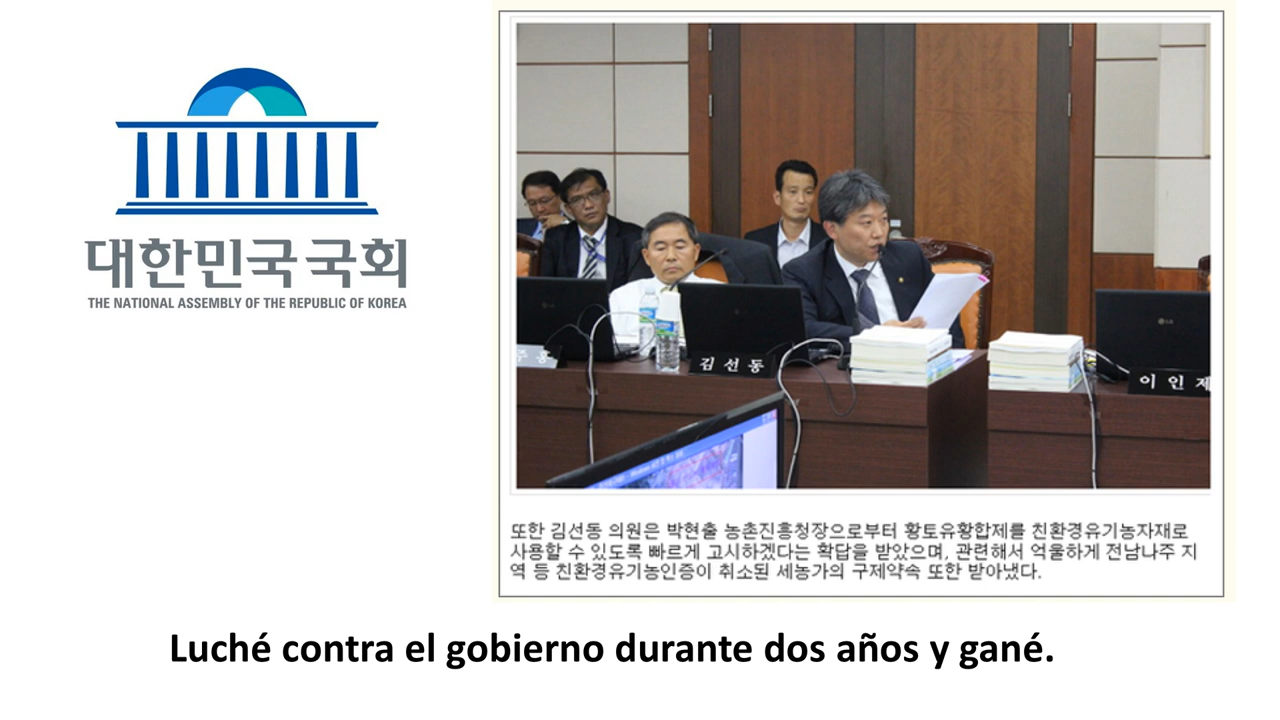 대한민국국회
THE NATIONAL ASSEMBLY OF THE REPUBLIC OF KOREA
주 홍
김 선 동
이 인 제
또한 김선동 의원은 박현출 농촌진흥청장으로부터 황토유황합제를 친환경유기농자재로
사용할 수 있도록 빠르게 고시하겠다는 확답을 받았으며, 관련해서 억울하게 전남나주 지
역 등 친환경유기농인증이 취소된 세농가의 구제약속 또한 받아냈다.
Luché contra el gobierno durante dos años y gané.